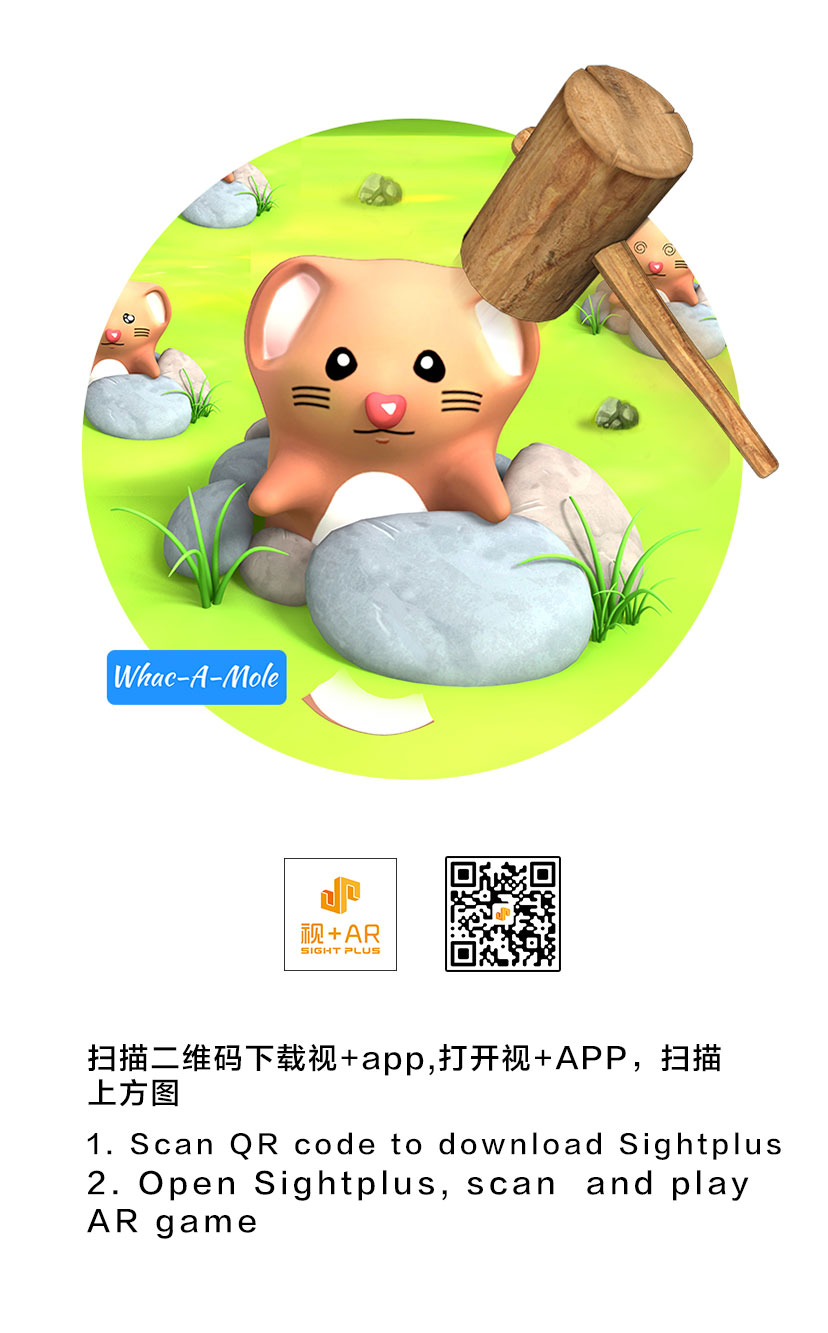 Whac-A-Mole
视+AR
SIGHT PLUS
扫描二维码下载视+app,打开视+APP，扫描
上方图
1. Scan QR code to download Sightplus
2. Open Sightplus, scan and play
AR game